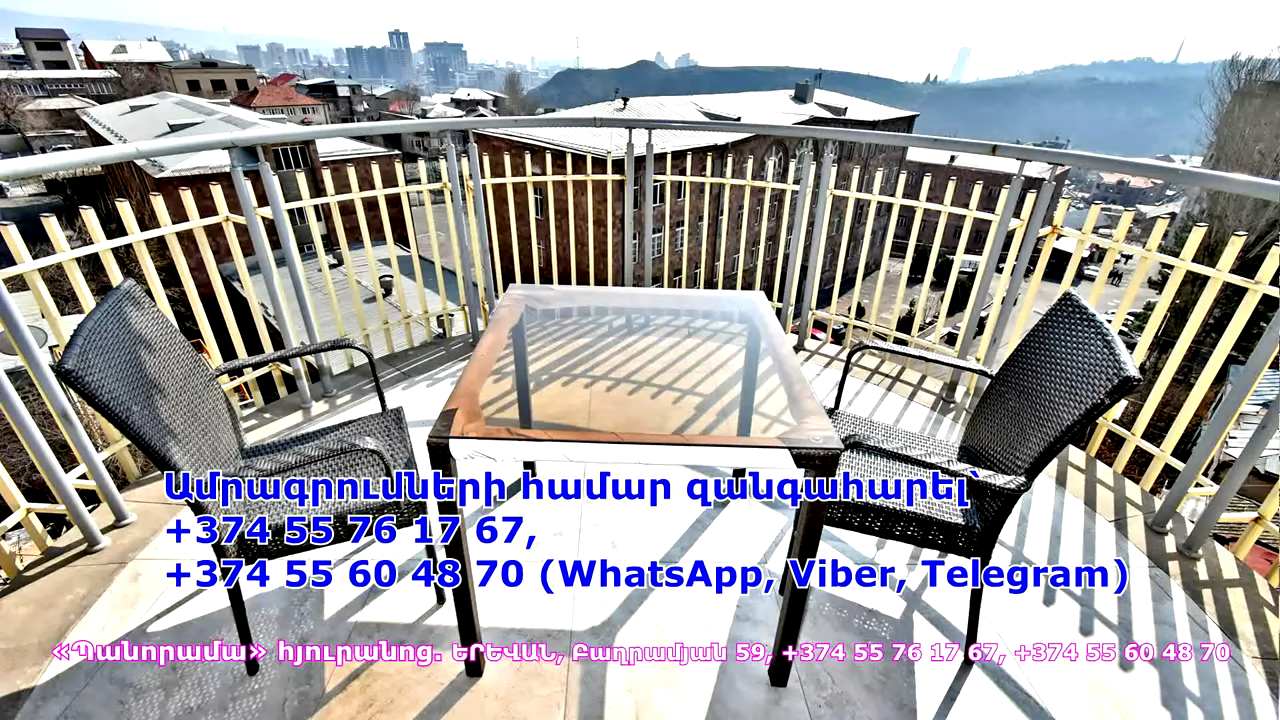 Ամրագրումների համար զանգահարել՝
+374 55 76 17 67,
+374 55 60 48 70 (WhatsApp, Viber, Telegram)
«Պանորամա» հյուրանոց. ԵՐԵՎԱՆ, Բաղրամյան 59, +374 55 76 17 67, +374 55 60 48 70